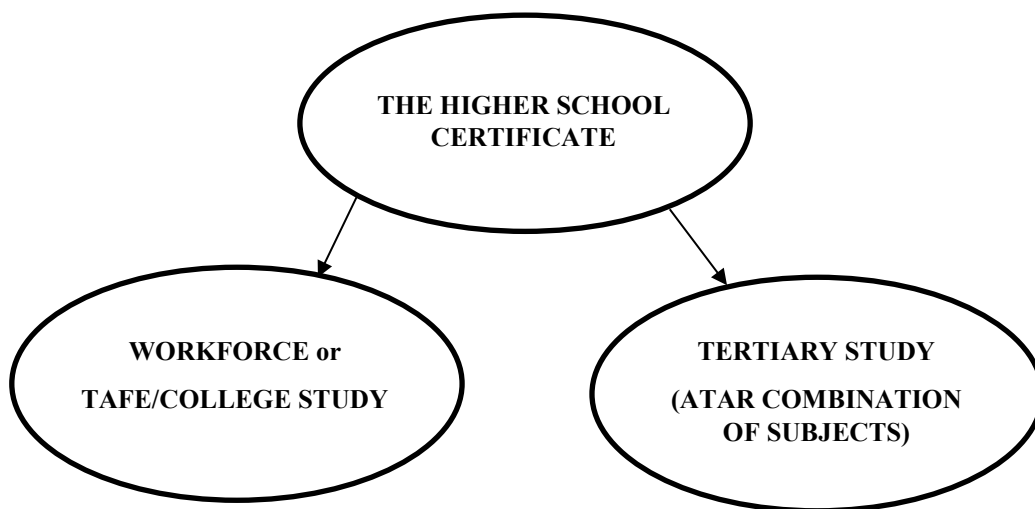 THE HIGHER SCHOOL
CERTIFICATE
WORKFORCE or
TAFE/COLLEGE STUDY
TERTIARY STUDY
(ATAR COMBINATION
OF SUBJECTS)